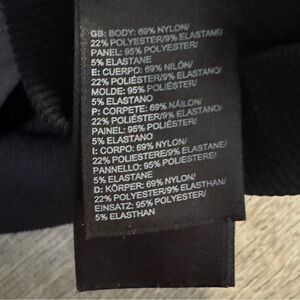 GB: BODY: 69% NYLON/
22% POLYESTER/9% ELASTANE/
PANEL: 95% POLYESTER/
5% ELASTANE
E: CUERPO: 69% NILÓN/
22% POLIÉSTER/9% ELASTANO/
MOLDE: 95% POLIÉSTER/
5% ELASTANO
P: CORPETE: 69% NÁILON/
22% POLIÉSTER/9% ELASTANO/
PAINEL: 95% POLIÉSTER/
5% ELASTANO
I: CORPO: 69% NYLON/
22% POLIESTERE/9% ELASTANE/
PANNELLO: 95% POLIESTERE/
5% ELASTANE
D: KÖRPER: 69% NYLON/
22% POLYESTER/9% ELASTHAN/
EINSATZ: 95% POLYESTER/
5% ELASTHAN